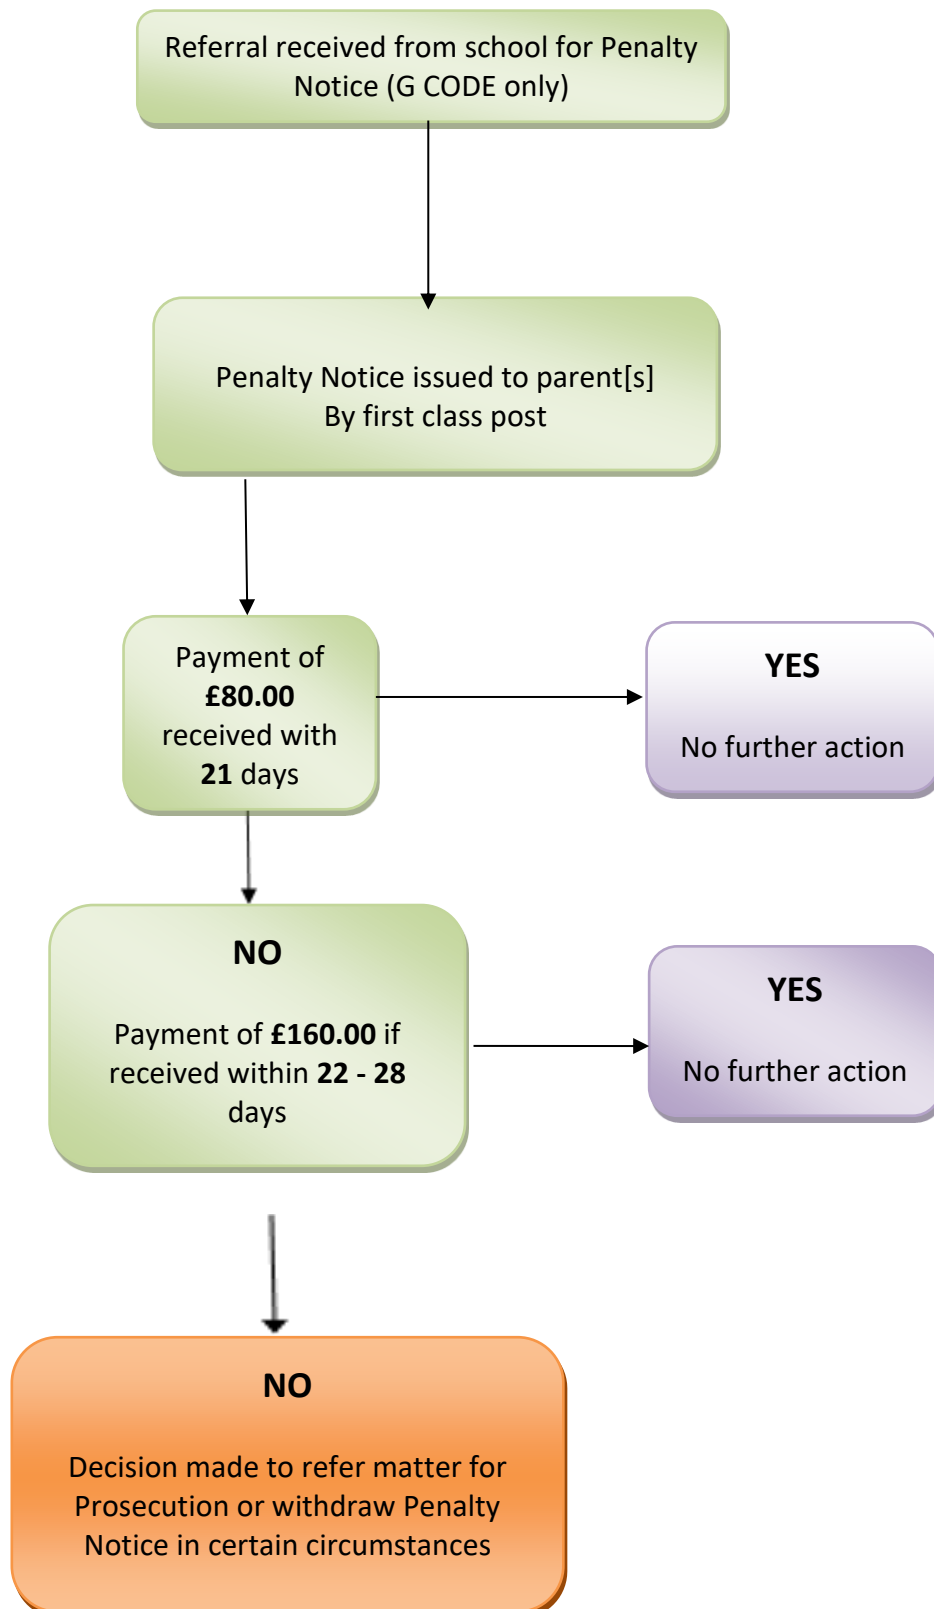 Referral received from school for Penalty
Notice (G CODE only)
Penalty Notice issued to parent[s]
By first class post
Payment of
£80.00
received with
21 days
YES
No further action
NO
Payment of £160.00 if
received within 22 - 28
days
YES
No further action
NO
Decision made to refer matter for
Prosecution or withdraw Penalty
Notice in certain circumstances